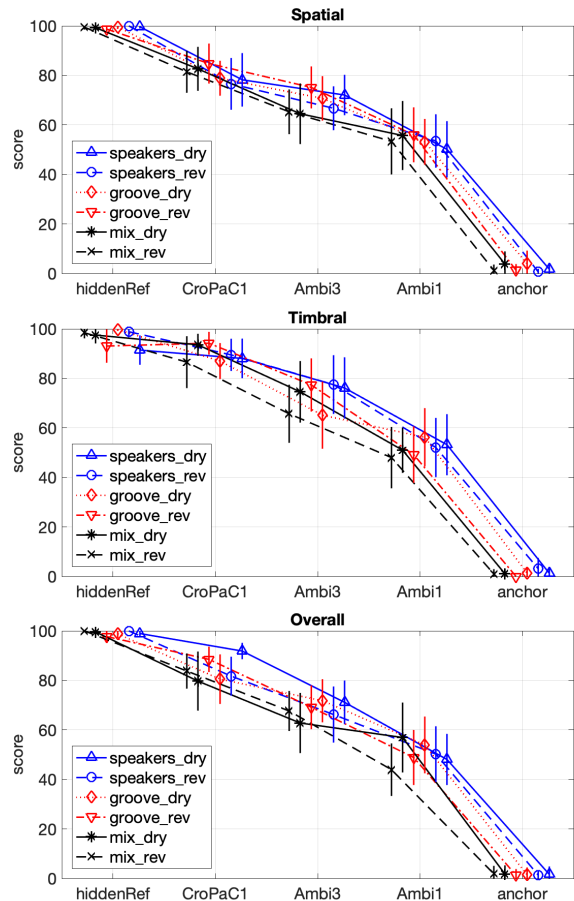 Spatial
100
80
60
40
20
0
score
speakers_dry
speakers_rev
groove_dry
groove_rev
mix_dry
mix_rev
hiddenRef CroPaC1 Ambi3 Ambi1 anchor
Timbral
100
80
60
40
20
0
score
speakers_dry
speakers_rev
groove_dry
groove_rev
mix_dry
mix_rev
hiddenRef CroPaC1 Ambi3 Ambi1 anchor
Overall
100
80
60
40
20
0
score
speakers_dry
speakers_rev
groove_dry
groove_rev
mix_dry
mix_rev
hiddenRef CroPaC1 Ambi3 Ambi1 anchor